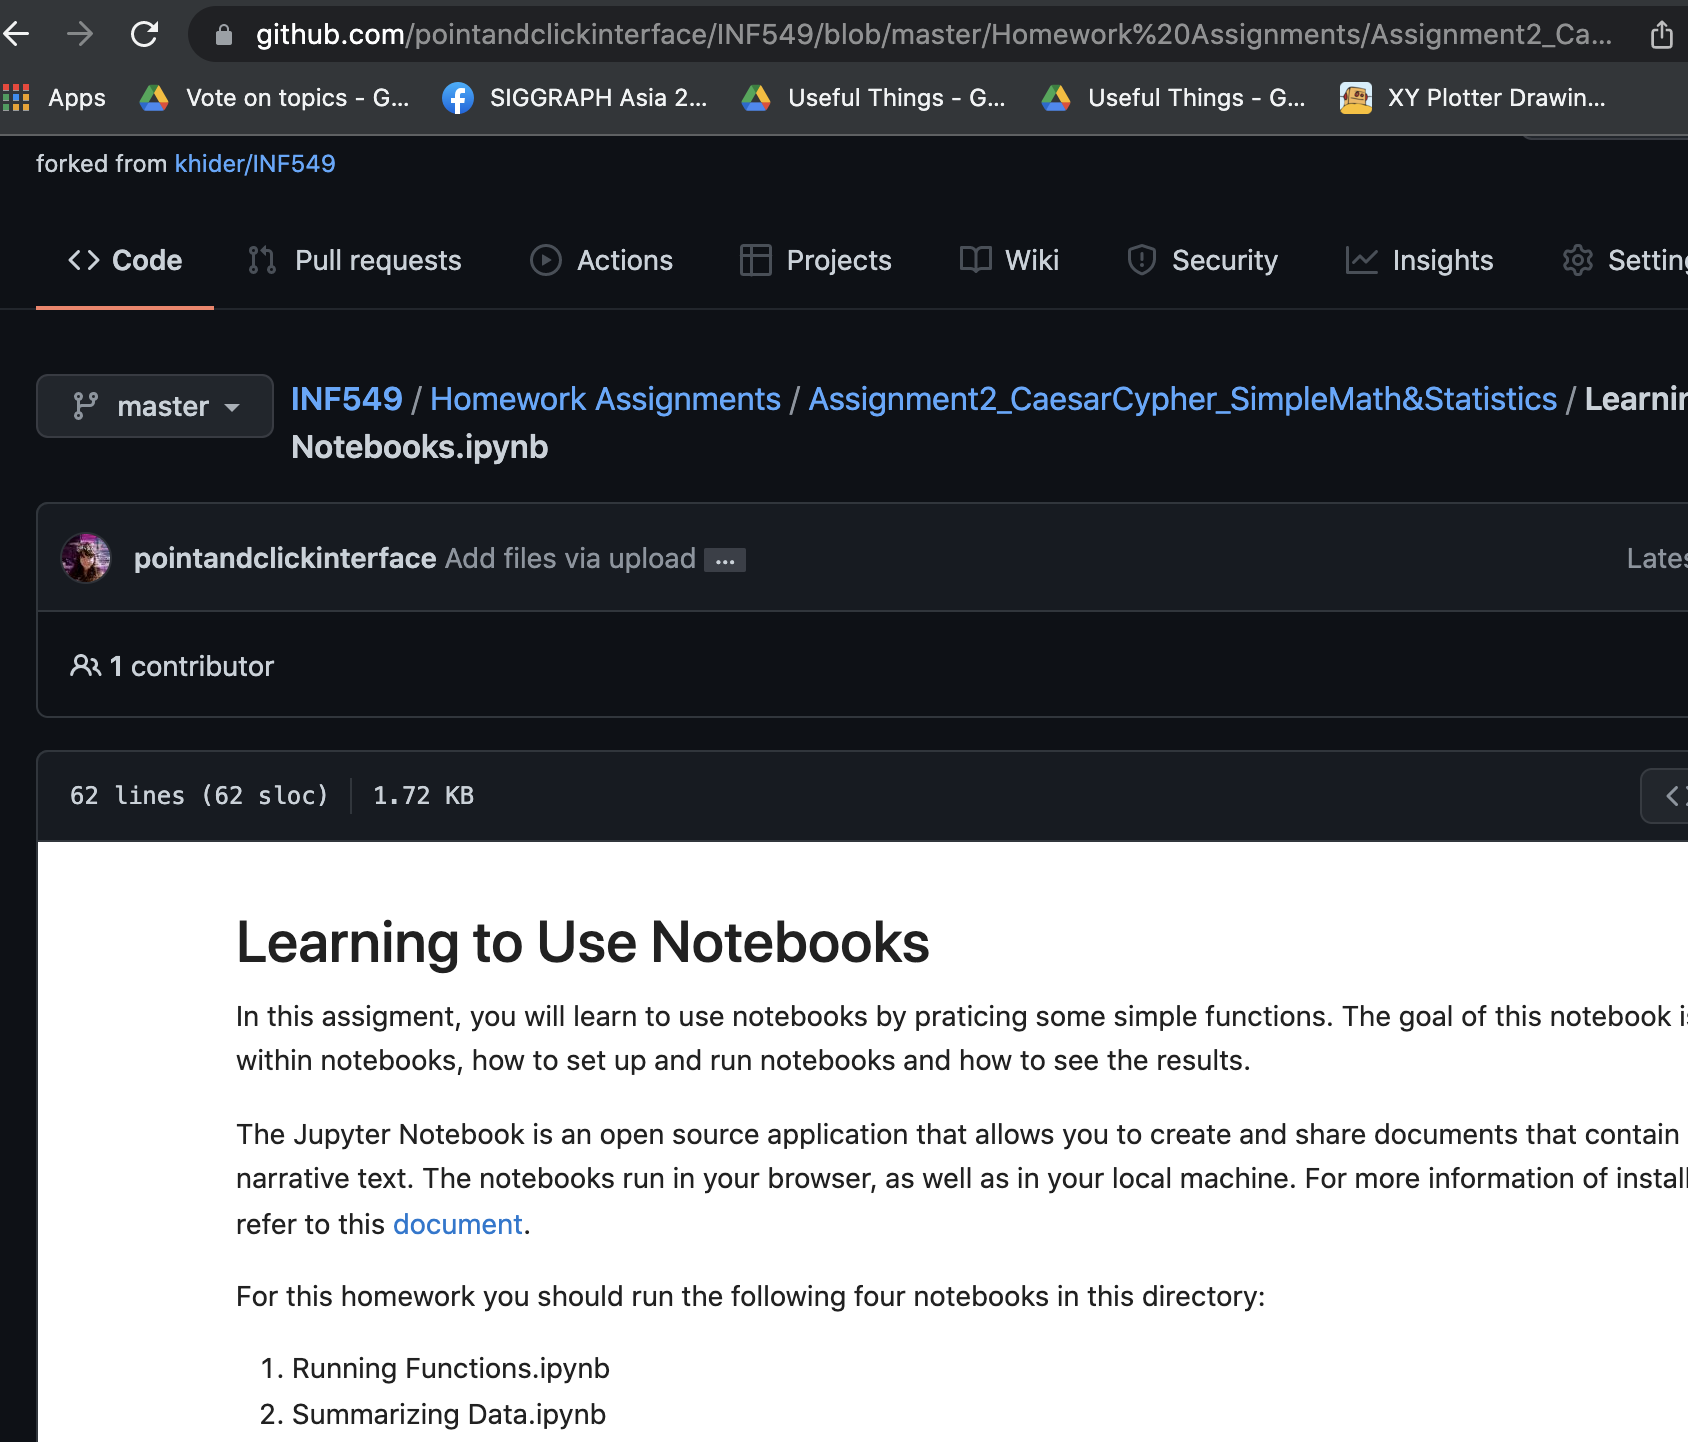 github.com/pointandclickinterface/INF549/blob/master/Homework%20Assignments/Assignment2_Ca...
Apps Vote on topics - G... SIGGRAPH Asia 2... Useful Things - G... Useful Things - G... XY Plotter Drawin...
forked from khider/INF549
Code Pull requests Actions Projects Wiki Security Insights Setting
master INF549 / Homework Assignments / Assignment2_CaesarCypher_SimpleMath&Statistics / Learnin
Notebooks.ipynb
pointandclickinterface Add files via upload ... Lates
1 contributor
62 lines (62 sloc) 1.72 KB
Learning to Use Notebooks
In this assigment, you will learn to use notebooks by praticing some simple functions. The goal of this notebook is
within notebooks, how to set up and run notebooks and how to see the results.
The Jupyter Notebook is an open source application that allows you to create and share documents that contain
narrative text. The notebooks run in your browser, as well as in your local machine. For more information of install
refer to this document.
For this homework you should run the following four notebooks in this directory:
1. Running Functions.ipynb
2. Summarizing Data.ipynb